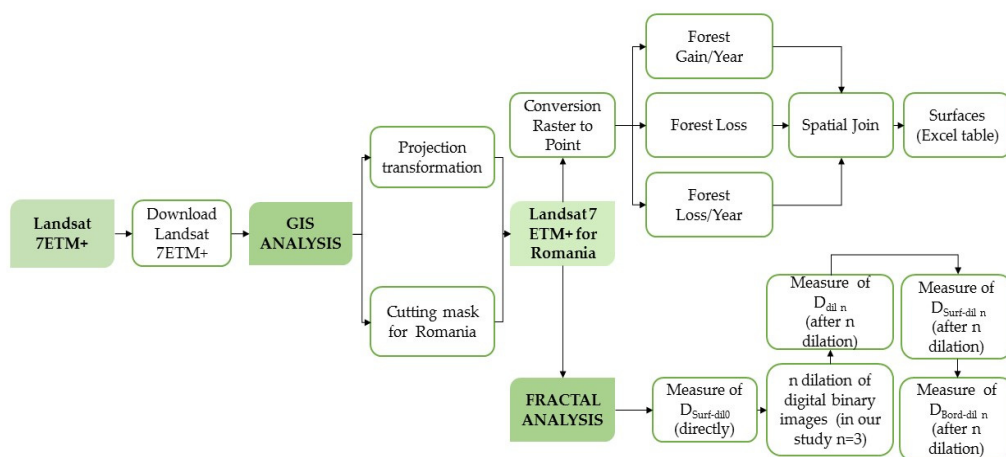 Landsat
7ETM+
Download
Landsat
7ETM+
GIS
ANALYSIS
Projection
transformation
Cutting mask
for Romania
Landsat 7
ETM+ for
Romania
Conversion
Raster to
Point
Forest
Gain/Year
Forest Loss
Forest
Loss/Year
Spatial Join
Surfaces
(Excel table)
FRACTAL
ANALYSIS
Measure of
DSurf-dil0
(directly)
n dilation of
digital binary
images (in our
study n=3)
Measure of
Ddil n
(after n
dilation)
Measure of
DSurf-dil n
(after n
dilation)
Measure of
DBord-dil n
(after n
dilation)